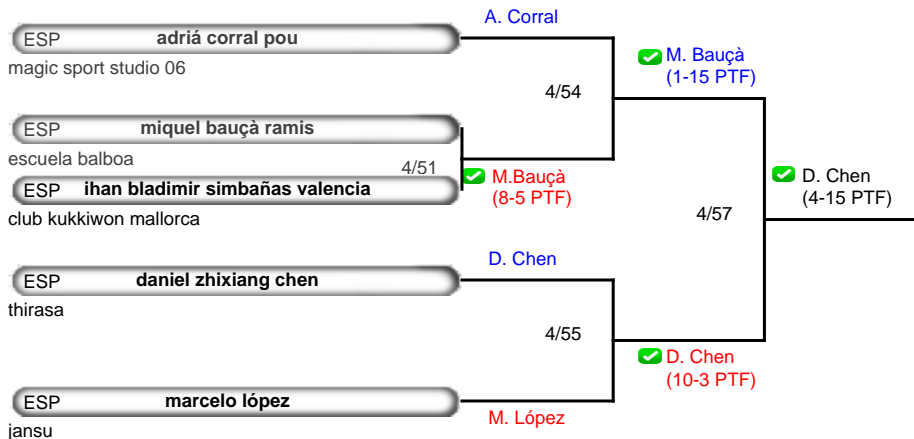 A. Corral
ESP adriá corral pou
magic sport studio 06
M. Bauçà
(1-15 PTF)
4/54
ESP miquel bauçà ramis
escuela balboa
4/51
M.Bauçà
(8-5 PTF)
ESP ihan bladimir simbañas valencia
club kukkiwon mallorca
D. Chen
(4-15 PTF)
4/57
D. Chen
ESP daniel zhixiang chen
thirasa
4/55
D. Chen
(10-3 PTF)
ESP marcelo lópez
M. López
jansu